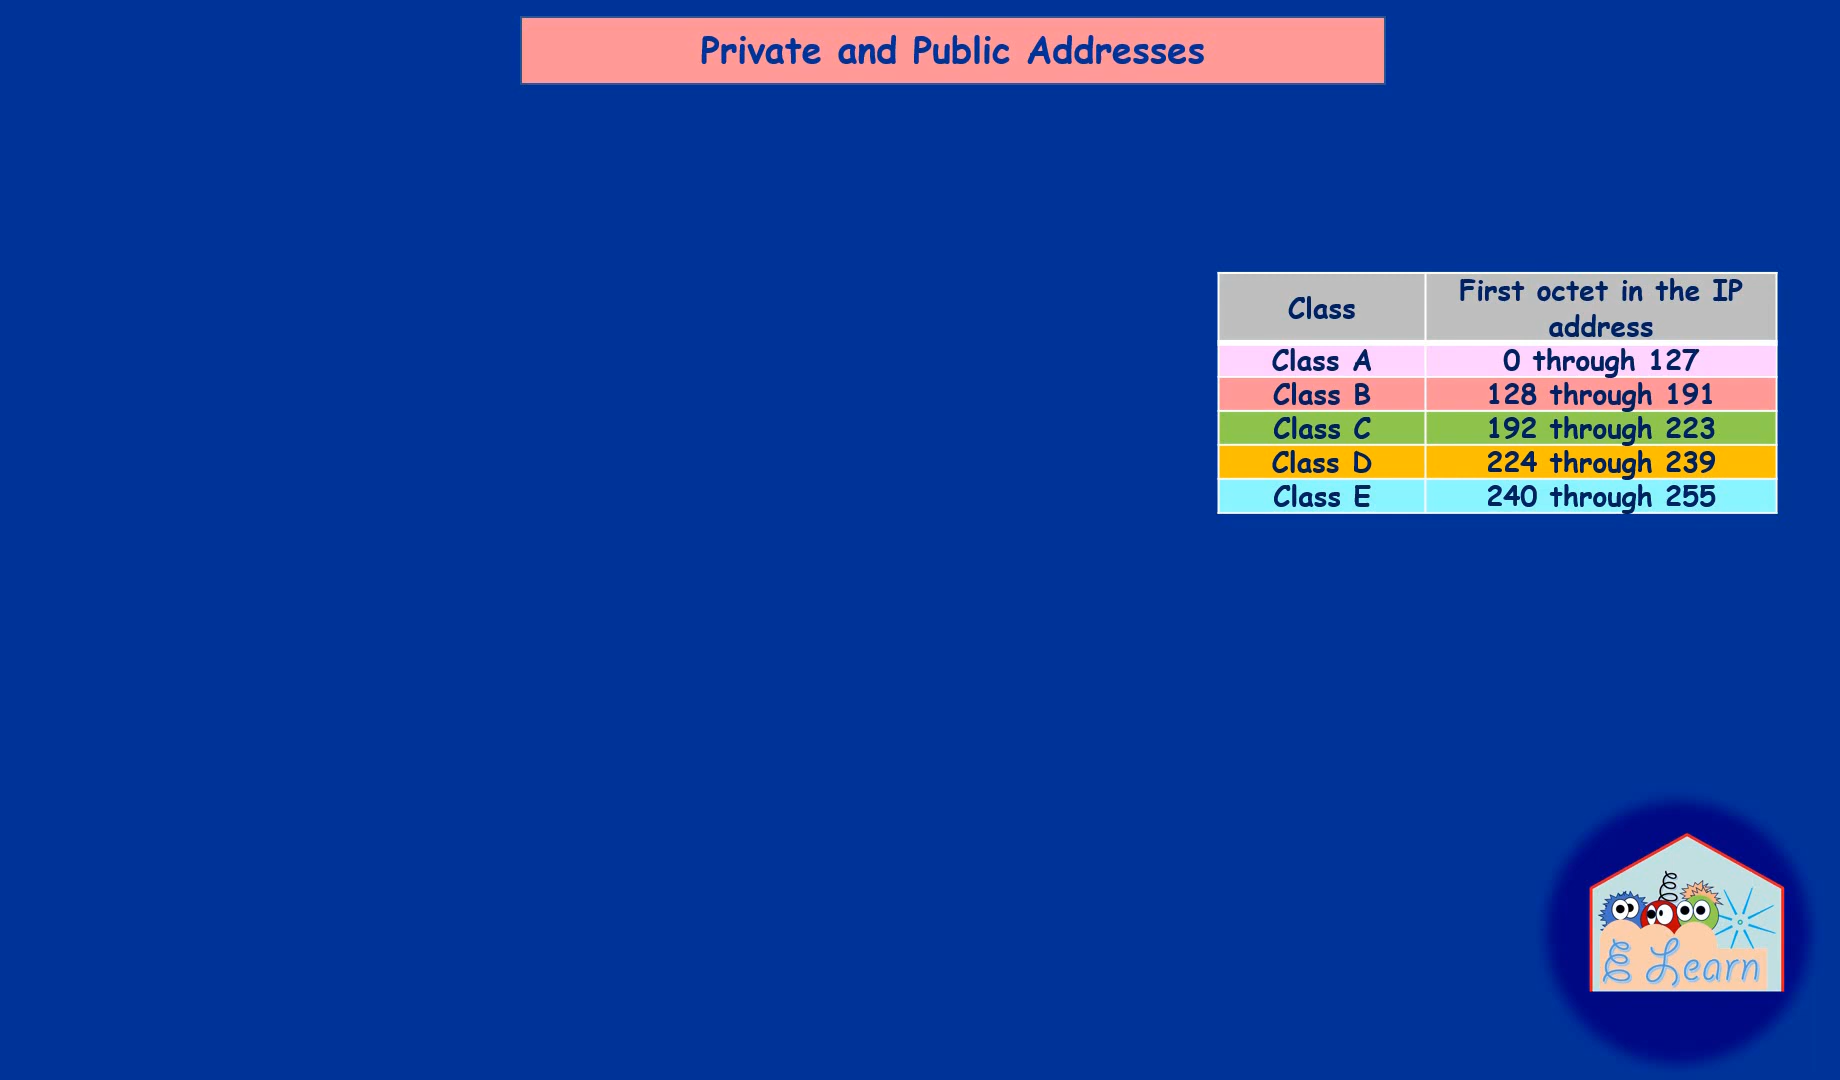 Private and Public Addresses
Class
First octet in the IP
address
Class A 0 through 127
Class B 128 through 191
Class C 192 through 223
Class D 224 through 239
Class E 240 through 255
E Learn